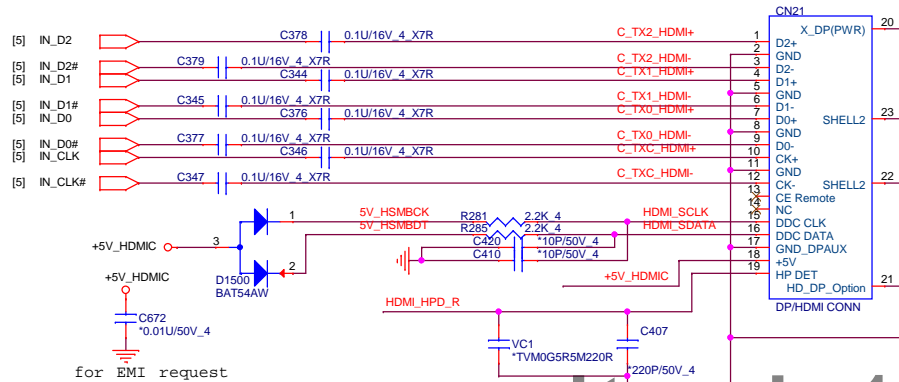 CN21
X_DP(PWR) 20
[5] IN_D2 C378 0.1U/16V_4_X7R C_TX2_HDMI+ 1 D2+
2 GND
[5] IN_D2# C379 0.1U/16V_4_X7R C_TX2_HDMI- 3 D2-
[5] IN_D1 C344 0.1U/16V_4_X7R C_TX1_HDMI+ 4 D1+
5 GND
[5] IN_D1# C345 0.1U/16V_4_X7R C_TX1_HDMI- 6 D1-
[5] IN_D0 C376 0.1U/16V_4_X7R C_TX0_HDMI+ 7 D0+ SHELL2 23
8 GND
[5] IN_D0# C377 0.1U/16V_4_X7R C_TX0_HDMI- 9 D0-
[5] IN_CLK C346 0.1U/16V_4_X7R C_TXC_HDMI+ 10 CK+
11 GND
[5] IN_CLK# C347 0.1U/16V_4_X7R C_TXC_HDMI- 12 CK- SHELL2 22
13 CE Remote
14 NC
1 5V_HSMBCK R281 2.2K_4 HDMI_SCLK 15 DDC CLK
5V_HSMBDT R285 2.2K_4 HDMI_SDATA 16 DDC DATA
+5V_HDMIC 3 C420 *10P/50V_4 17 GND_DPAUX
2 C410 *10P/50V_4 18 +5V
+5V_HDMIC D1500 +5V_HDMIC 19 HP DET
BAT54AW HD_DP_Option 21
HDMI_HPD_R DP/HDMI CONN
C672 C407
*0.01U/50V_4 VC1
*TVM0G5R5M220R
*220P/50V_4
for EMI request